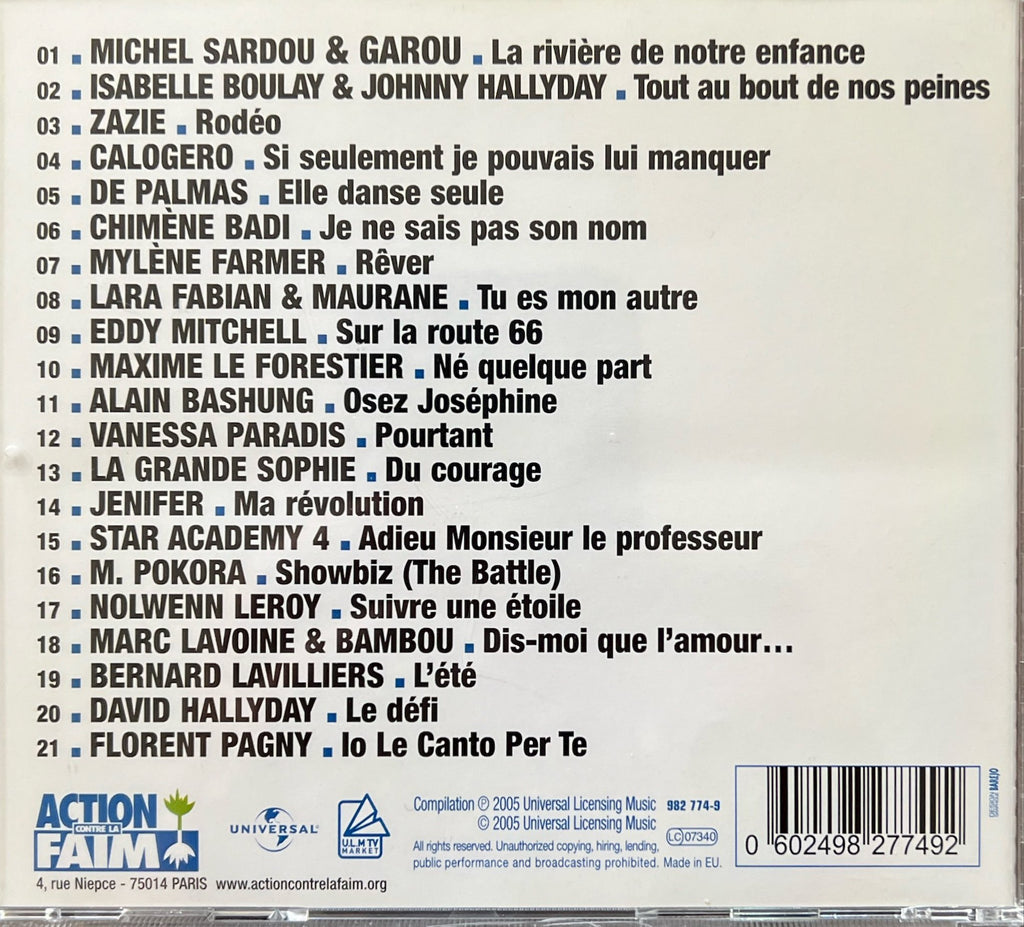 01 . MICHEL SARDOU & GAROU . La rivière de notre enfance
02 . ISABELLE BOULAY & JOHNNY HALLYDAY . Tout au bout de nos peines
03 . ZAZIE . Rodéo
04 . CALOGERO . Si seulement je pouvais lui manquer
05 . DE PALMAS . Elle danse seule
06 . CHIMÈNE BADI . Je ne sais pas son nom
07 . MYLÈNE FARMER . Rêver
08 . LARA FABIAN & MAURANE . Tu es mon autre
09 . EDDY MITCHELL . Sur la route 66
10 . MAXIME LE FORESTIER . Né quelque part
11 . ALAIN BASHUNG . Osez Joséphine
12 . VANESSA PARADIS . Pourtant
13 . LA GRANDE SOPHIE . Du courage
14 . JENIFER . Ma révolution
15 . STAR ACADEMY 4 . Adieu Monsieur le professeur
16 . M. POKORA . Showbiz (The Battle)
17 . NOLWENN LEROY . Suivre une étoile
18 . MARC LAVOINE & BAMBOU . Dis-moi que l'amour...
19 . BERNARD LAVILLIERS . L'été
20 . DAVID HALLYDAY . Le défi
21 . FLORENT PAGNY . Io Le Canto Per Te
ACTION
CONTRE LA
FAIM
4, rue Niepce - 75014 PARIS www.actioncontrelafaim.org
UNIVERSAL
U.L.M TV
MARKET
Compilation ℗ 2005 Universal Licensing Music 982 774-9
© 2005 Universal Licensing Music
LC 07340
All rights reserved. Unauthorized copying, hiring, lending,
public performance and broadcasting prohibited. Made in EU.
0 602498 277492
BAREJO